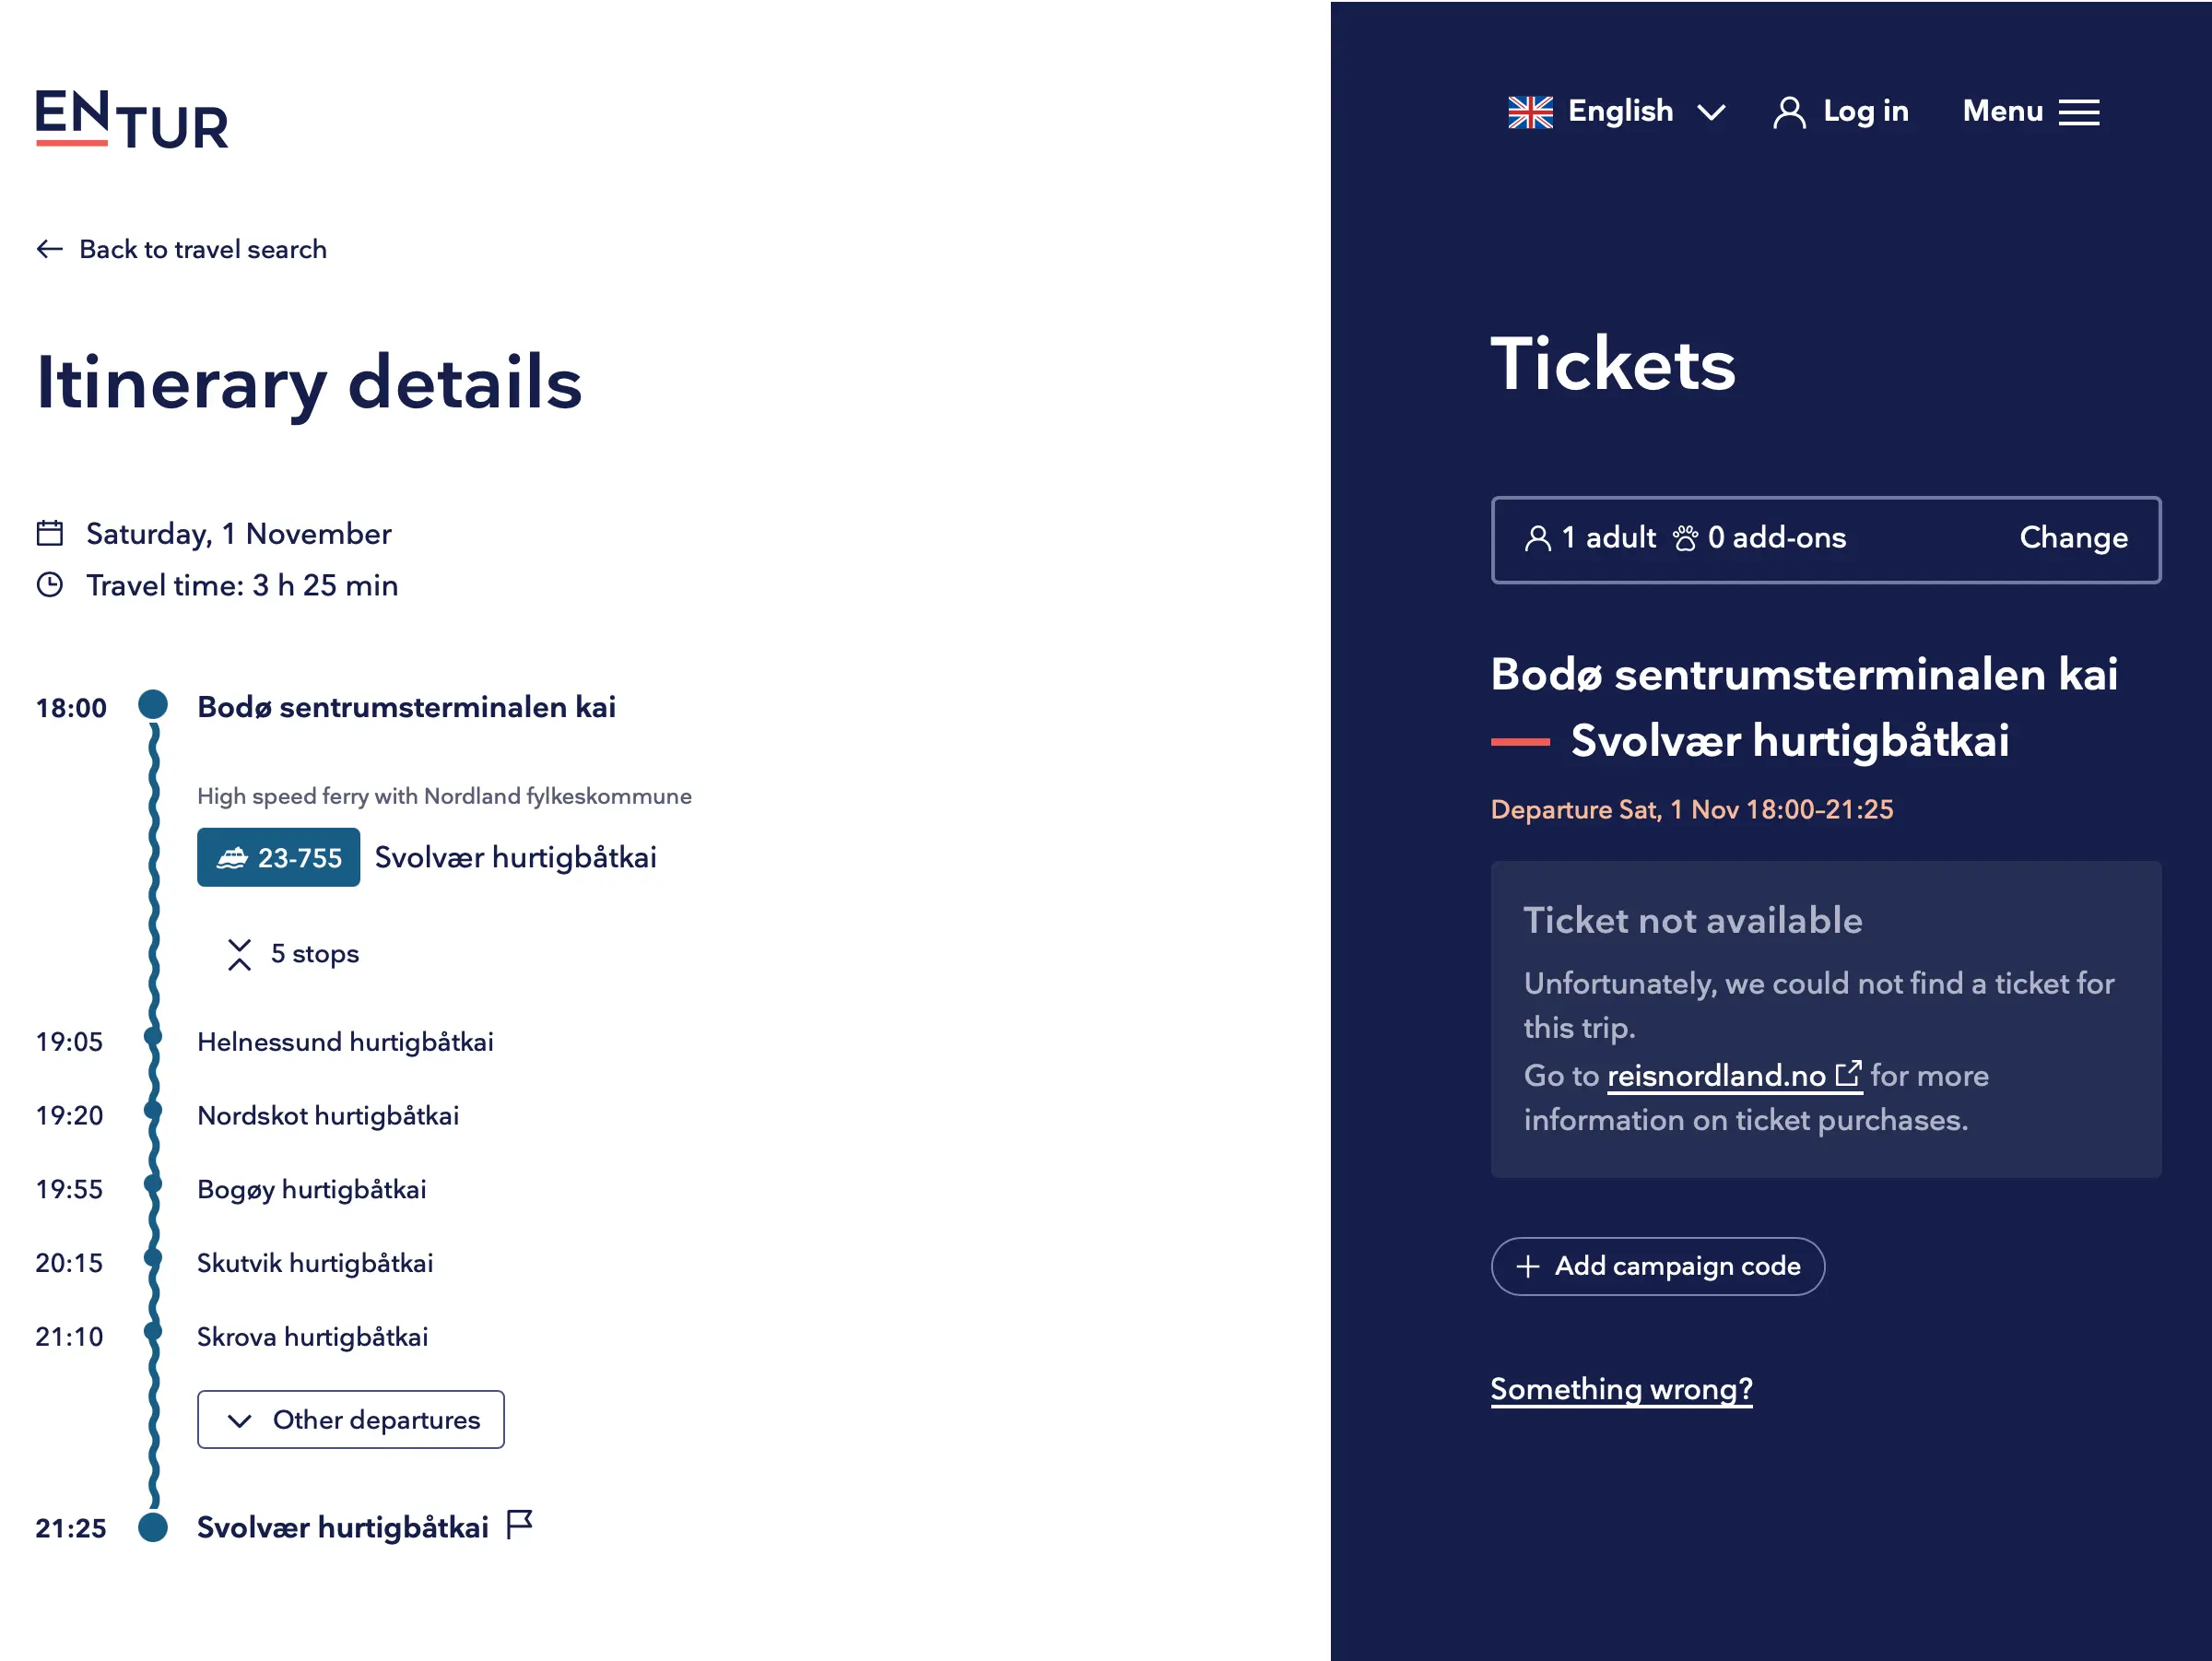 ENTUR
Back to travel search
Itinerary details
Saturday, 1 November
Travel time: 3 h 25 min
18:00 Bodø sentrumsterminalen kai
High speed ferry with Nordland fylkeskommune
23-755 Svolvær hurtigbåtkai
5 stops
19:05 Helnessund hurtigbåtkai
19:20 Nordskot hurtigbåtkai
19:55 Bogøy hurtigbåtkai
20:15 Skutvik hurtigbåtkai
21:10 Skrova hurtigbåtkai
Other departures
21:25 Svolvær hurtigbåtkai
English Log in Menu
Tickets
1 adult 0 add-ons Change
Bodø sentrumsterminalen kai
Svolvær hurtigbåtkai
Departure Sat, 1 Nov 18:00–21:25
Ticket not available
Unfortunately, we could not find a ticket for
this trip.
Go to reisnordland.no for more
information on ticket purchases.
Add campaign code
Something wrong?